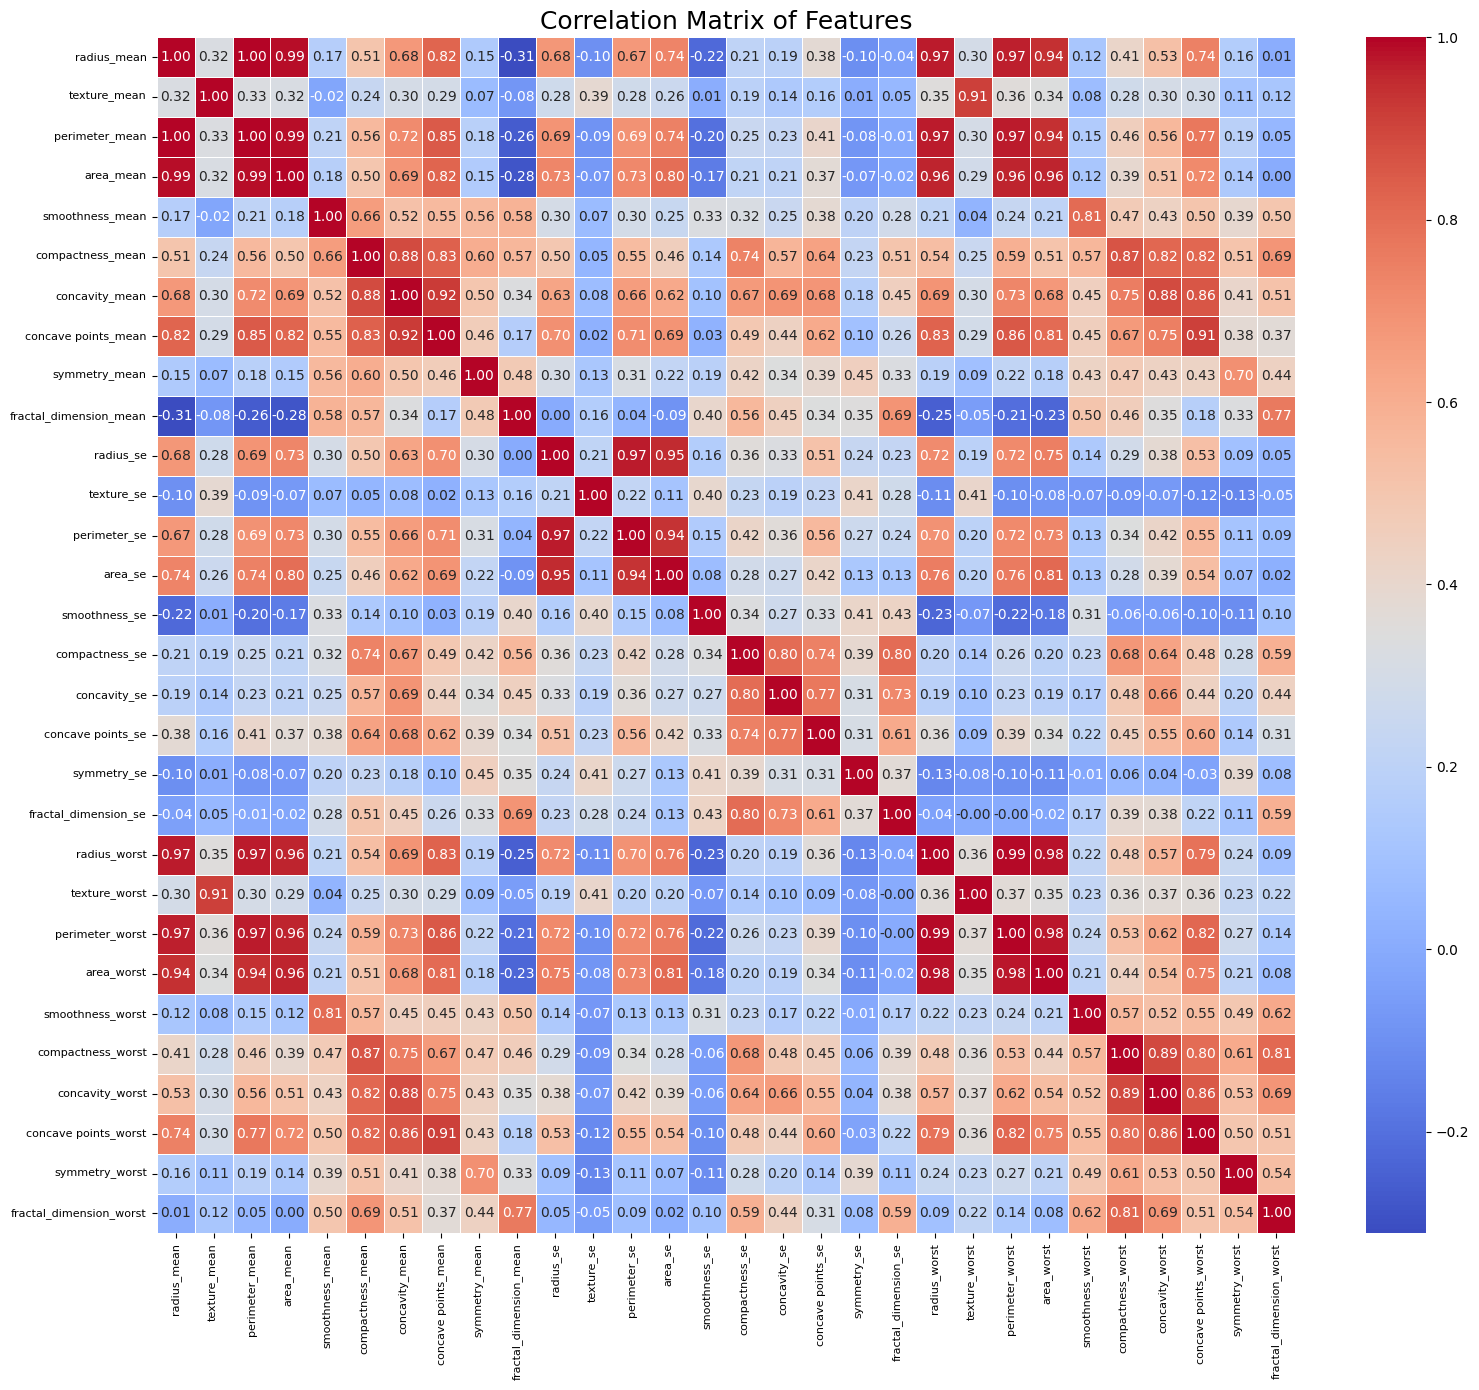 Correlation Matrix of Features
radius_mean 1.00 0.32 1.00 0.99 0.17 0.51 0.68 0.82 0.15 -0.31 0.68 -0.10 0.67 0.74 -0.22 0.21 0.19 0.38 -0.10 -0.04 0.97 0.30 0.97 0.94 0.12 0.41 0.53 0.74 0.16 0.01
texture_mean 0.32 1.00 0.33 0.32 -0.02 0.24 0.30 0.29 0.07 -0.08 0.28 0.39 0.28 0.26 0.01 0.19 0.14 0.16 0.01 0.05 0.35 0.91 0.36 0.34 0.08 0.28 0.30 0.30 0.11 0.12
perimeter_mean 1.00 0.33 1.00 0.99 0.21 0.56 0.72 0.85 0.18 -0.26 0.69 -0.09 0.69 0.74 -0.20 0.25 0.23 0.41 -0.08 -0.01 0.97 0.30 0.97 0.94 0.15 0.46 0.56 0.77 0.19 0.05
area_mean 0.99 0.32 0.99 1.00 0.18 0.50 0.69 0.82 0.15 -0.28 0.73 -0.07 0.73 0.80 -0.17 0.21 0.21 0.37 -0.07 -0.02 0.96 0.29 0.96 0.96 0.12 0.39 0.51 0.72 0.14 0.00
smoothness_mean 0.17 -0.02 0.21 0.18 1.00 0.66 0.52 0.55 0.56 0.58 0.30 0.07 0.30 0.25 0.33 0.32 0.25 0.38 0.20 0.28 0.21 0.04 0.24 0.21 0.81 0.47 0.43 0.50 0.39 0.50
compactness_mean 0.51 0.24 0.56 0.50 0.66 1.00 0.88 0.83 0.60 0.57 0.50 0.05 0.55 0.46 0.14 0.74 0.57 0.64 0.23 0.51 0.54 0.25 0.59 0.51 0.57 0.87 0.82 0.82 0.51 0.69
concavity_mean 0.68 0.30 0.72 0.69 0.52 0.88 1.00 0.92 0.50 0.34 0.63 0.08 0.66 0.62 0.10 0.67 0.69 0.68 0.18 0.45 0.69 0.30 0.73 0.68 0.45 0.75 0.88 0.86 0.41 0.51
concave points_mean 0.82 0.29 0.85 0.82 0.55 0.83 0.92 1.00 0.46 0.17 0.70 0.02 0.71 0.69 0.03 0.49 0.44 0.62 0.10 0.26 0.83 0.29 0.86 0.81 0.45 0.67 0.75 0.91 0.38 0.37
symmetry_mean 0.15 0.07 0.18 0.15 0.56 0.60 0.50 0.46 1.00 0.48 0.30 0.13 0.31 0.22 0.19 0.42 0.34 0.39 0.45 0.33 0.19 0.09 0.22 0.18 0.43 0.47 0.43 0.43 0.70 0.44
fractal_dimension_mean -0.31 -0.08 -0.26 -0.28 0.58 0.57 0.34 0.17 0.48 1.00 0.00 0.16 0.04 -0.09 0.40 0.56 0.45 0.34 0.35 0.69 -0.25 -0.05 -0.21 -0.23 0.50 0.46 0.35 0.18 0.33 0.77
radius_se 0.68 0.28 0.69 0.73 0.30 0.50 0.63 0.70 0.30 0.00 1.00 0.21 0.97 0.95 0.16 0.36 0.33 0.51 0.24 0.23 0.72 0.19 0.72 0.75 0.14 0.29 0.38 0.53 0.09 0.05
texture_se -0.10 0.39 -0.09 -0.07 0.07 0.05 0.08 0.02 0.13 0.16 0.21 1.00 0.22 0.11 0.40 0.23 0.19 0.23 0.41 0.28 -0.11 0.41 -0.10 -0.08 -0.07 -0.09 -0.07 -0.12 -0.13 -0.05
perimeter_se 0.67 0.28 0.69 0.73 0.30 0.55 0.66 0.71 0.31 0.04 0.97 0.22 1.00 0.94 0.15 0.42 0.36 0.56 0.27 0.24 0.70 0.20 0.72 0.73 0.13 0.34 0.42 0.55 0.11 0.09
area_se 0.74 0.26 0.74 0.80 0.25 0.46 0.62 0.69 0.22 -0.09 0.95 0.11 0.94 1.00 0.08 0.28 0.27 0.42 0.13 0.13 0.76 0.20 0.76 0.81 0.13 0.28 0.39 0.54 0.07 0.02
smoothness_se -0.22 0.01 -0.20 -0.17 0.33 0.14 0.10 0.03 0.19 0.40 0.16 0.40 0.15 0.08 1.00 0.34 0.27 0.33 0.41 0.43 -0.23 -0.07 -0.22 -0.18 0.31 -0.06 -0.06 -0.10 -0.11 0.10
compactness_se 0.21 0.19 0.25 0.21 0.32 0.74 0.67 0.49 0.42 0.56 0.36 0.23 0.42 0.28 0.34 1.00 0.80 0.74 0.39 0.80 0.20 0.14 0.26 0.20 0.23 0.68 0.64 0.48 0.28 0.59
concavity_se 0.19 0.14 0.23 0.21 0.25 0.57 0.69 0.44 0.34 0.45 0.33 0.19 0.36 0.27 0.27 0.80 1.00 0.77 0.31 0.73 0.19 0.10 0.23 0.19 0.17 0.48 0.66 0.44 0.20 0.44
concave points_se 0.38 0.16 0.41 0.37 0.38 0.64 0.68 0.62 0.39 0.34 0.51 0.23 0.56 0.42 0.33 0.74 0.77 1.00 0.31 0.61 0.36 0.09 0.39 0.34 0.22 0.45 0.55 0.60 0.14 0.31
symmetry_se -0.10 0.01 -0.08 -0.07 0.20 0.23 0.18 0.10 0.45 0.35 0.24 0.41 0.27 0.13 0.41 0.39 0.31 0.31 1.00 0.37 -0.13 -0.08 -0.10 -0.11 -0.01 0.06 0.04 -0.03 0.39 0.08
fractal_dimension_se -0.04 0.05 -0.01 -0.02 0.28 0.51 0.45 0.26 0.33 0.69 0.23 0.28 0.24 0.13 0.43 0.80 0.73 0.61 0.37 1.00 -0.04 -0.00 -0.00 -0.02 0.17 0.39 0.38 0.22 0.11 0.59
radius_worst 0.97 0.35 0.97 0.96 0.21 0.54 0.69 0.83 0.19 -0.25 0.72 -0.11 0.70 0.76 -0.23 0.20 0.19 0.36 -0.13 -0.04 1.00 0.36 0.99 0.98 0.22 0.48 0.57 0.79 0.24 0.09
texture_worst 0.30 0.91 0.30 0.29 0.04 0.25 0.30 0.29 0.09 -0.05 0.19 0.41 0.20 0.20 -0.07 0.14 0.10 0.09 -0.08 -0.00 0.36 1.00 0.37 0.35 0.23 0.36 0.37 0.36 0.23 0.22
perimeter_worst 0.97 0.36 0.97 0.96 0.24 0.59 0.73 0.86 0.22 -0.21 0.72 -0.10 0.72 0.76 -0.22 0.26 0.23 0.39 -0.10 -0.00 0.99 0.37 1.00 0.98 0.24 0.53 0.62 0.82 0.27 0.14
area_worst 0.94 0.34 0.94 0.96 0.21 0.51 0.68 0.81 0.18 -0.23 0.75 -0.08 0.73 0.81 -0.18 0.20 0.19 0.34 -0.11 -0.02 0.98 0.35 0.98 1.00 0.21 0.44 0.54 0.75 0.21 0.08
smoothness_worst 0.12 0.08 0.15 0.12 0.81 0.57 0.45 0.45 0.43 0.50 0.14 -0.07 0.13 0.13 0.31 0.23 0.17 0.22 -0.01 0.17 0.22 0.23 0.24 0.21 1.00 0.57 0.52 0.55 0.49 0.62
compactness_worst 0.41 0.28 0.46 0.39 0.47 0.87 0.75 0.67 0.47 0.46 0.29 -0.09 0.34 0.28 -0.06 0.68 0.48 0.45 0.06 0.39 0.48 0.36 0.53 0.44 0.57 1.00 0.89 0.80 0.61 0.81
concavity_worst 0.53 0.30 0.56 0.51 0.43 0.82 0.88 0.75 0.43 0.35 0.38 -0.07 0.42 0.39 -0.06 0.64 0.66 0.55 0.04 0.38 0.57 0.37 0.62 0.54 0.52 0.89 1.00 0.86 0.53 0.69
concave points_worst 0.74 0.30 0.77 0.72 0.50 0.82 0.86 0.91 0.43 0.18 0.53 -0.12 0.55 0.54 -0.10 0.48 0.44 0.60 -0.03 0.22 0.79 0.36 0.82 0.75 0.55 0.80 0.86 1.00 0.50 0.51
symmetry_worst 0.16 0.11 0.19 0.14 0.39 0.51 0.41 0.38 0.70 0.33 0.09 -0.13 0.11 0.07 -0.11 0.28 0.20 0.14 0.39 0.11 0.24 0.23 0.27 0.21 0.49 0.61 0.53 0.50 1.00 0.54
fractal_dimension_worst 0.01 0.12 0.05 0.00 0.50 0.69 0.51 0.37 0.44 0.77 0.05 -0.05 0.09 0.02 0.10 0.59 0.44 0.31 0.08 0.59 0.09 0.22 0.14 0.08 0.62 0.81 0.69 0.51 0.54 1.00
radius_mean
texture_mean
perimeter_mean
area_mean
smoothness_mean
compactness_mean
concavity_mean
concave points_mean
symmetry_mean
fractal_dimension_mean
radius_se
texture_se
perimeter_se
area_se
smoothness_se
compactness_se
concavity_se
concave points_se
symmetry_se
fractal_dimension_se
radius_worst
texture_worst
perimeter_worst
area_worst
smoothness_worst
compactness_worst
concavity_worst
concave points_worst
symmetry_worst
fractal_dimension_worst
1.0
0.8
0.6
0.4
0.2
0.0
−0.2